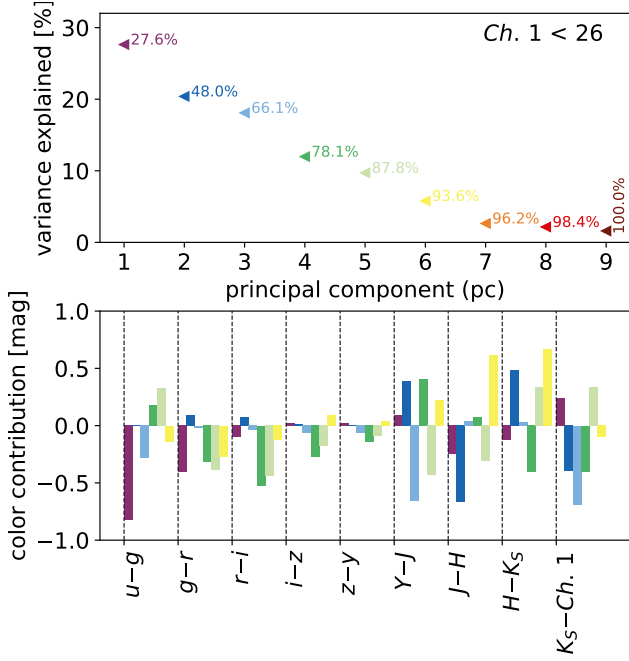 variance explained [%]
30
20
10
0
Ch. 1 < 26
27.6%
48.0%
66.1%
78.1%
87.8%
93.6%
96.2%
98.4%
100.0%
1 2 3 4 5 6 7 8 9
principal component (pc)
color contribution [mag]
1.0
0.5
0.0
−0.5
−1.0
u−g
g−r
r−i
i−z
z−y
Y−J
J−H
H−KS
KS−Ch. 1